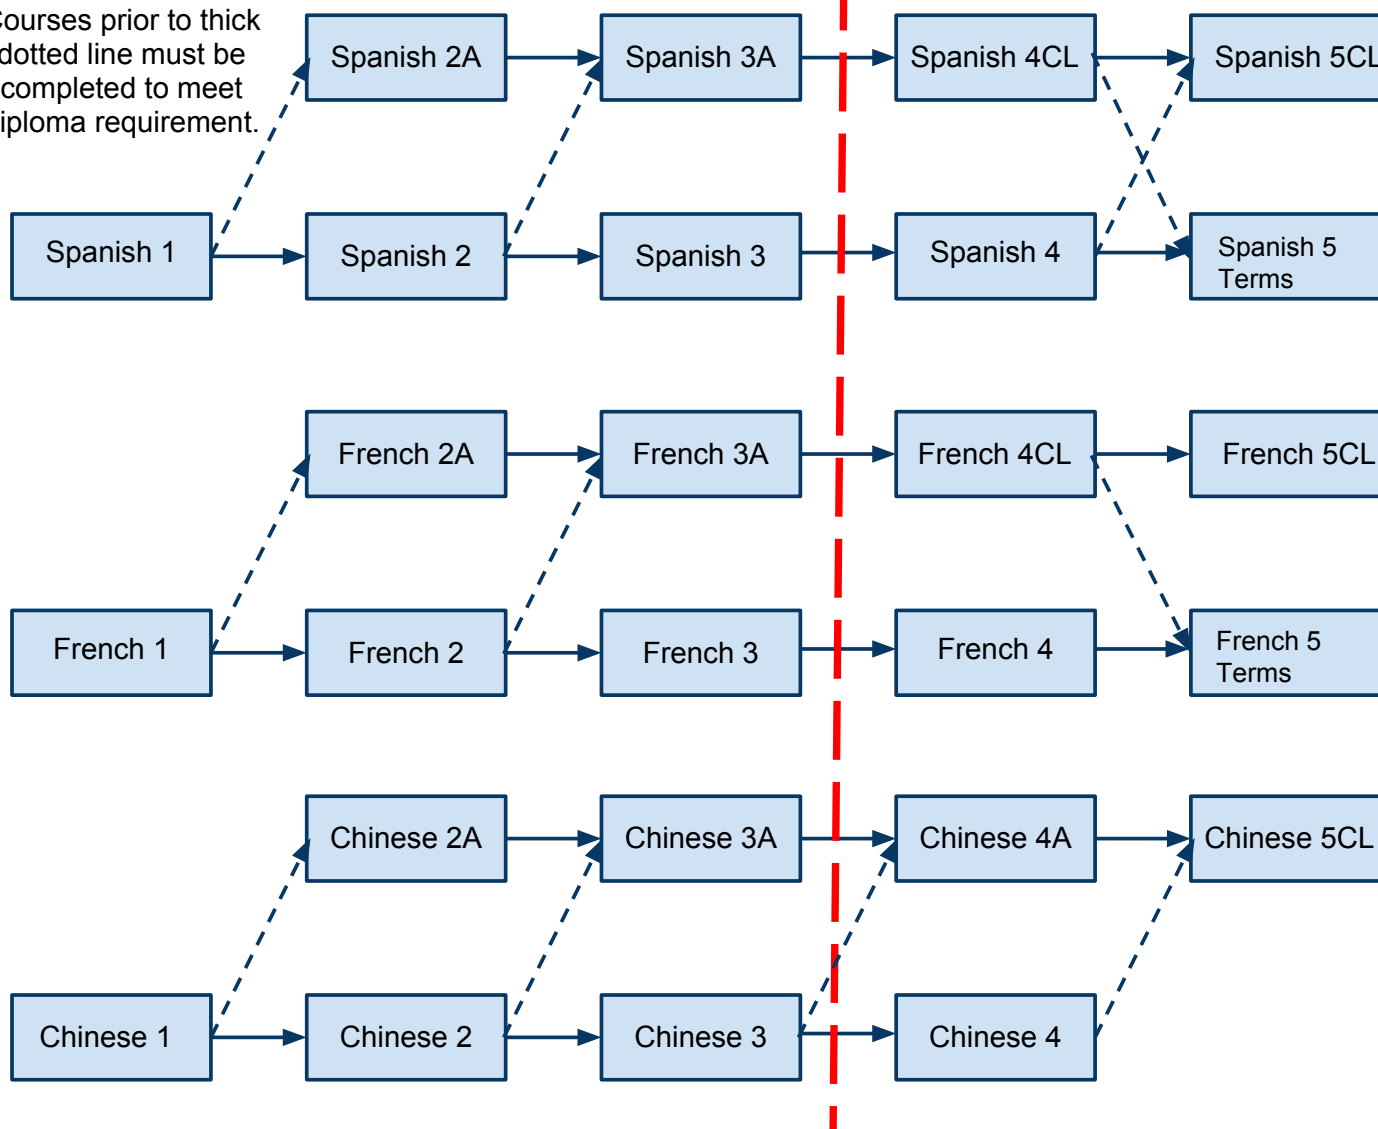 Courses prior to thick
dotted line must be
completed to meet
diploma requirement.
Spanish 2A
Spanish 3A
Spanish 4CL
Spanish 5CL
Spanish 1
Spanish 2
Spanish 3
Spanish 4
Spanish 5
Terms
French 2A
French 3A
French 4CL
French 5CL
French 1
French 2
French 3
French 4
French 5
Terms
Chinese 2A
Chinese 3A
Chinese 4A
Chinese 5CL
Chinese 1
Chinese 2
Chinese 3
Chinese 4